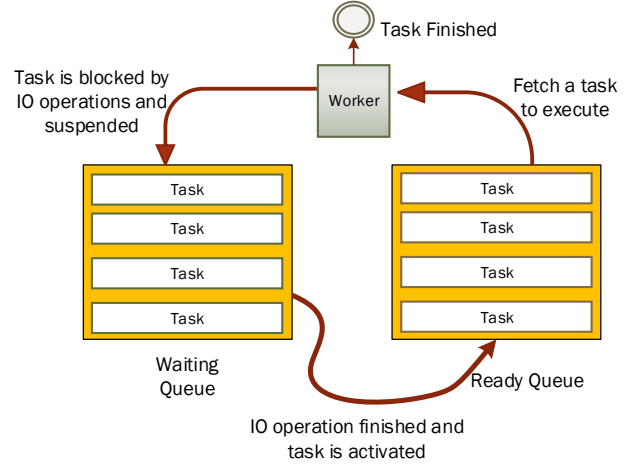 Task Finished
Task is blocked by
IO operations and
suspended
Worker
Fetch a task
to execute
Task
Task
Task
Task
Task
Task
Task
Task
Waiting
Queue
Ready Queue
IO operation finished and
task is activated